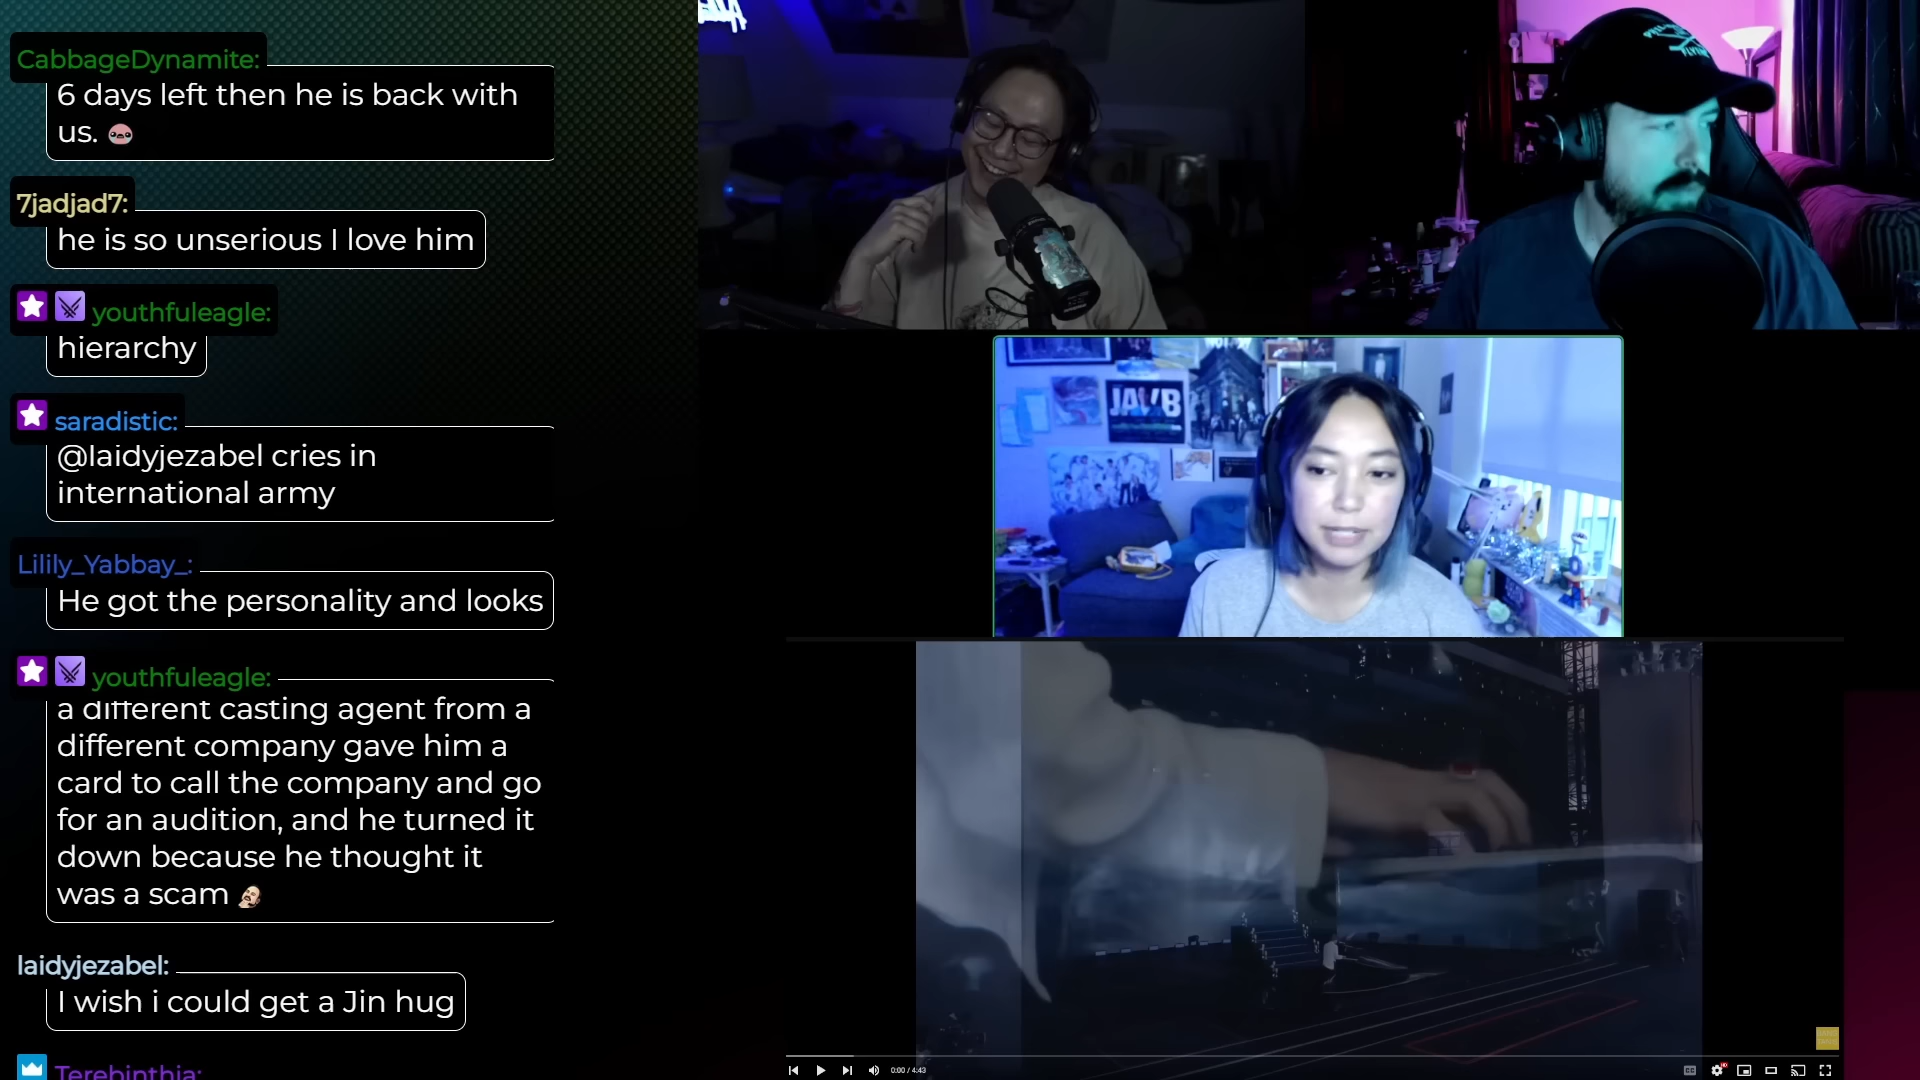 CabbageDynamite:
6 days left then he is back with
us.
7jadjad7:
he is so unserious I love him
youthfuleagle:
hierarchy
saradistic:
@laidyjezabel cries in
international army
Lilily_Yabbay_:
He got the personality and looks
youthfuleagle:
a different casting agent from a
different company gave him a
card to call the company and go
for an audition, and he turned it
down because he thought it
was a scam
laidyjezabel:
I wish i could get a Jin hug
Terebinthia:
0:00 / 4:43